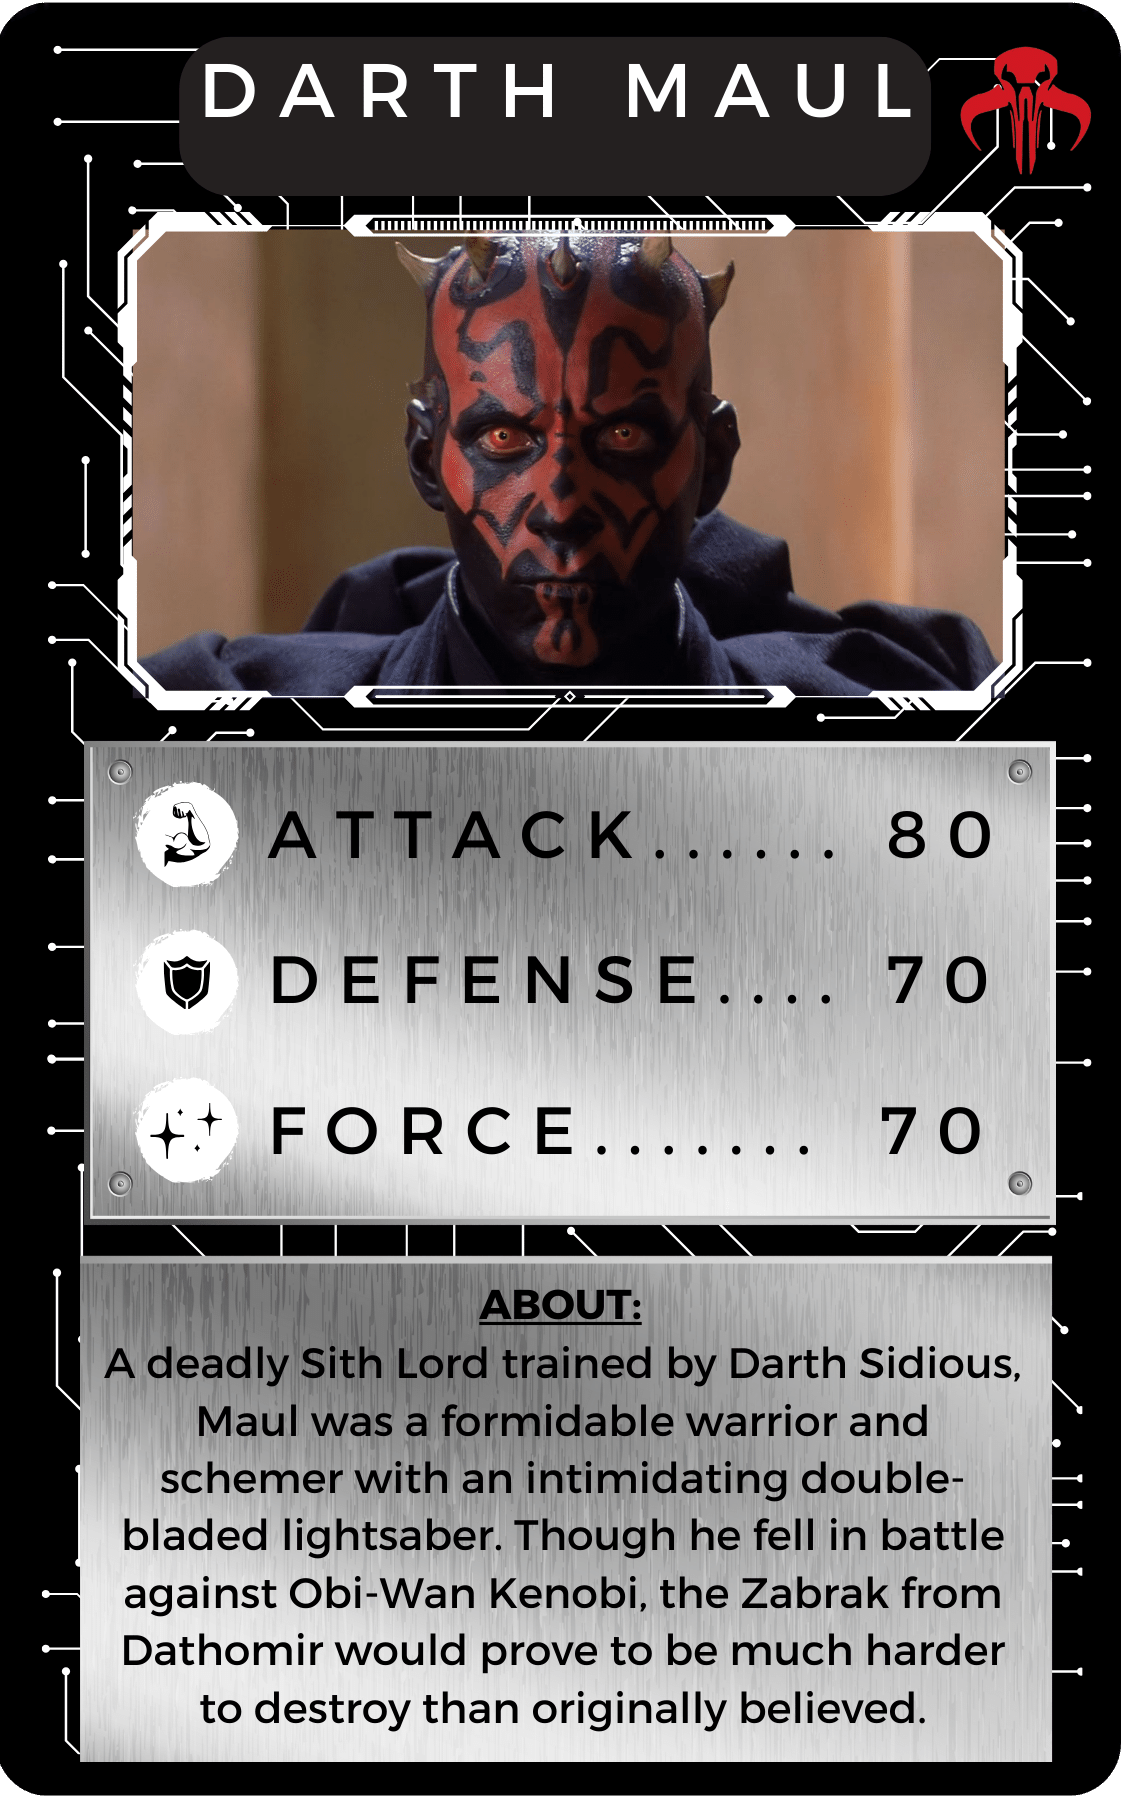 DARTH MAUL
ATTACK...... 80
DEFENSE.... 70
FORCE....... 70
ABOUT:
A deadly Sith Lord trained by Darth Sidious,
Maul was a formidable warrior and
schemer with an intimidating double-
bladed lightsaber. Though he fell in battle
against Obi-Wan Kenobi, the Zabrak from
Dathomir would prove to be much harder
to destroy than originally believed.